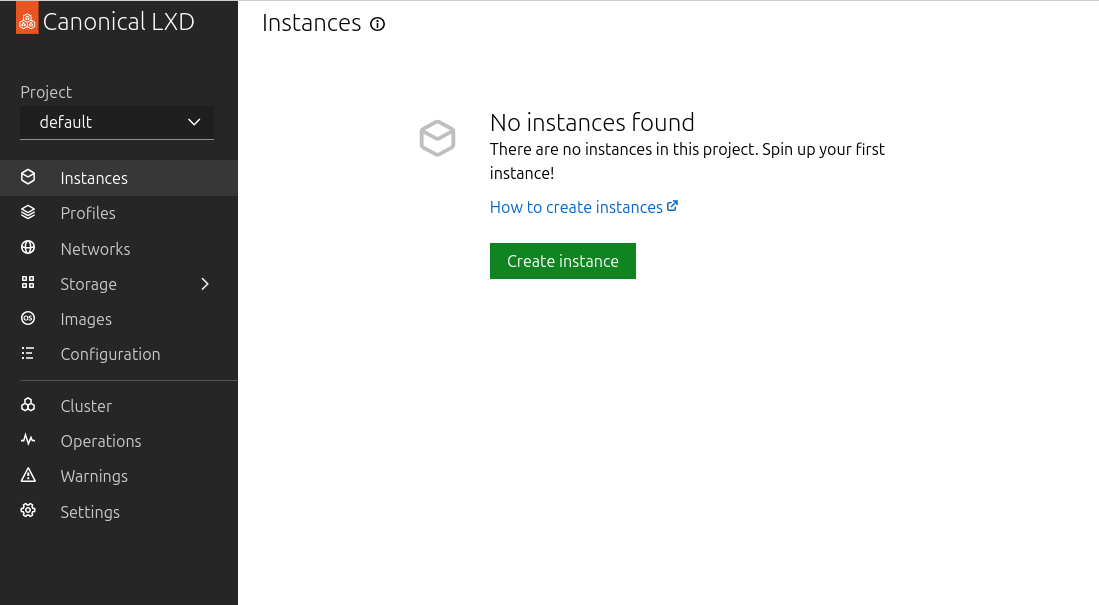 Canonical LXD
Project
default
Instances
Profiles
Networks
Storage
Images
Configuration
Cluster
Operations
Warnings
Settings
Instances
No instances found
There are no instances in this project. Spin up your first
instance!
How to create instances
Create instance